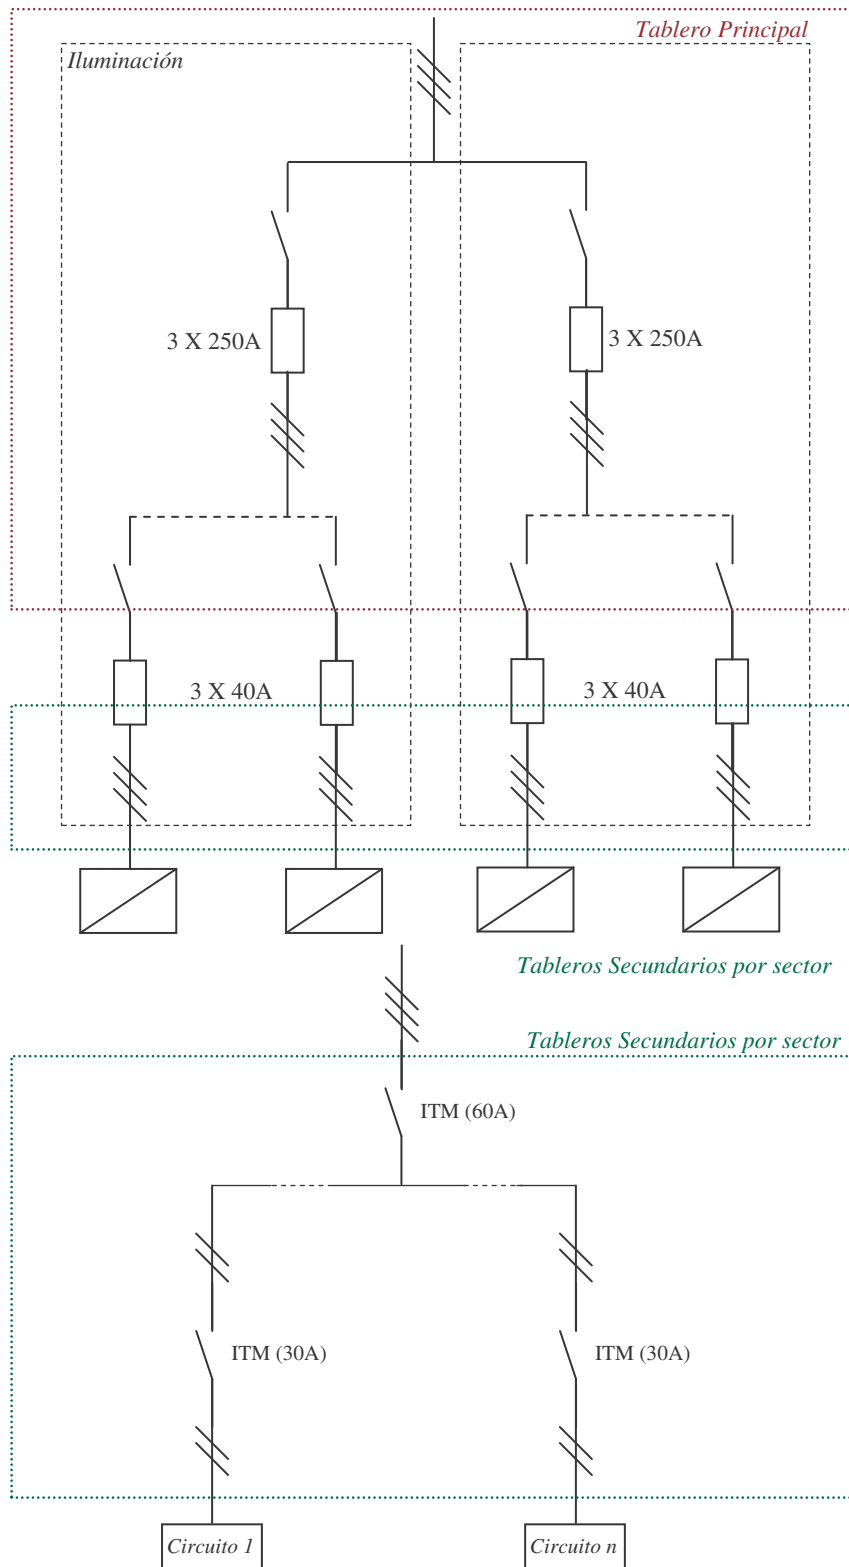 Tablero Principal
Iluminación
3 X 250A
3 X 250A
3 X 40A
3 X 40A
Tableros Secundarios por sector
Tableros Secundarios por sector
ITM (60A)
ITM (30A)
ITM (30A)
Circuito 1
Circuito n